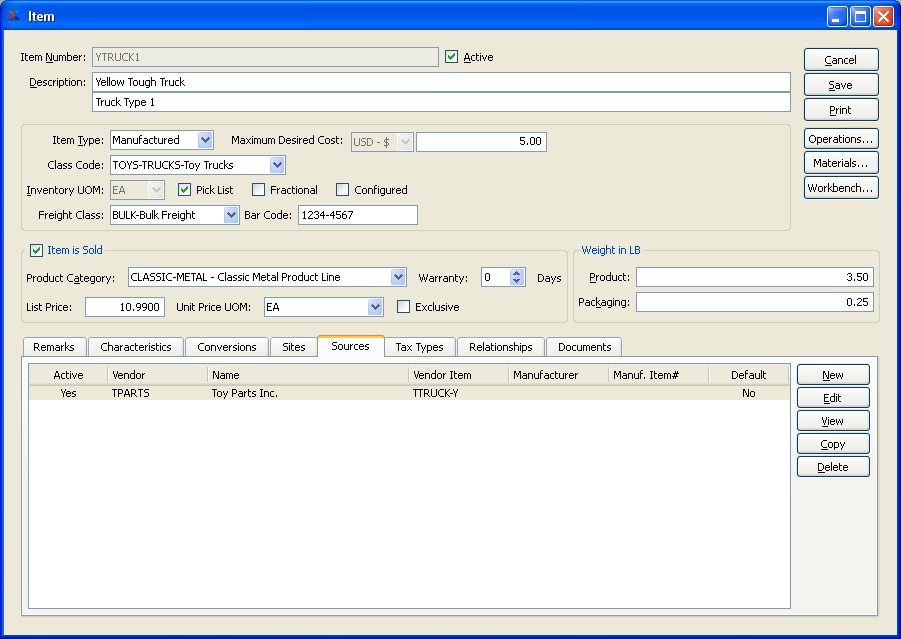 Item
Item Number: YTRUCK1 Active
Description: Yellow Tough Truck
Truck Type 1
Cancel
Save
Print
Operations...
Materials...
Workbench...
Item Type: Manufactured Maximum Desired Cost: USD - $ 5.00
Class Code: TOYS-TRUCKS-Toy Trucks
Inventory UOM: EA Pick List Fractional Configured
Freight Class: BULK-Bulk Freight Bar Code: 1234-4567
Item is Sold
Product Category: CLASSIC-METAL - Classic Metal Product Line Warranty: 0 Days
List Price: 10.9900 Unit Price UOM: EA Exclusive
Weight in LB
Product: 3.50
Packaging: 0.25
Remarks Characteristics Conversions Sites Sources Tax Types Relationships Documents
Active Vendor Name Vendor Item Manufacturer Manuf. Item# Default
Yes TPARTS Toy Parts Inc. TTRUCK-Y No
New
Edit
View
Copy
Delete